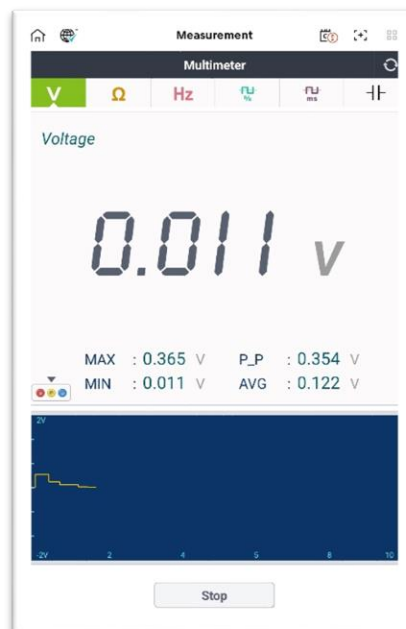 Measurement
Multimeter
V Ω Hz % ms
Voltage
0.011 V
MAX : 0.365 V P_P : 0.354 V
MIN : 0.011 V AVG : 0.122 V
2V
-2V 2 4 6 8 10
Stop